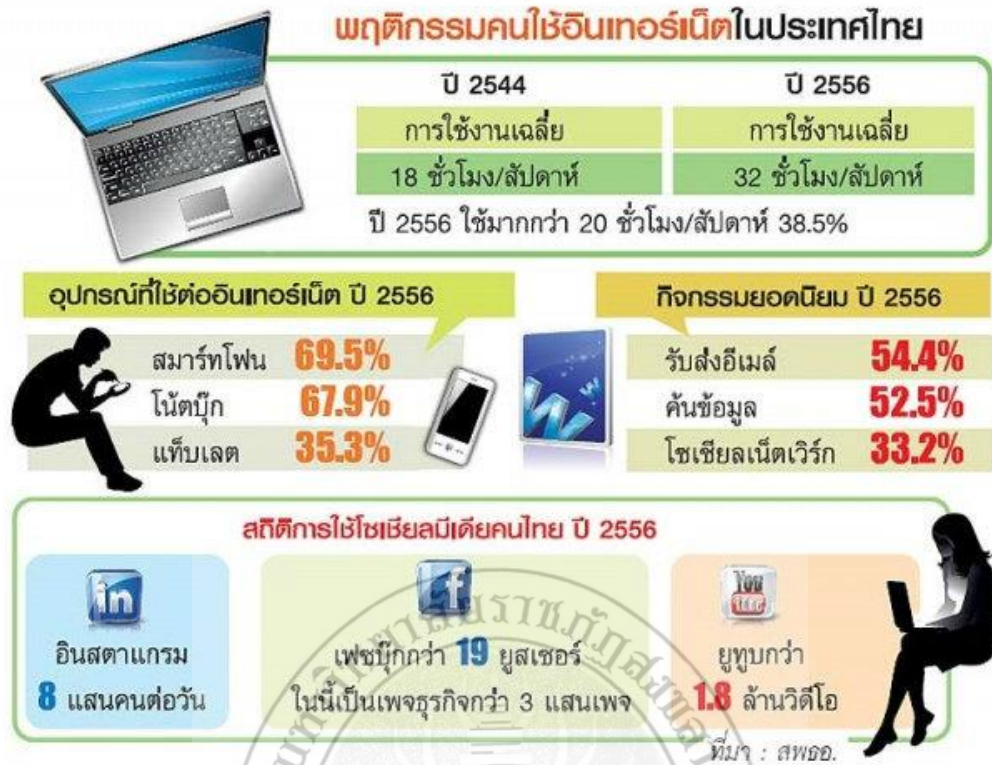 พฤติกรรมคนใช้อินเทอร์เน็ตในประเทศไทย
ปี 2544
ปี 2556
การใช้งานเฉลี่ย
การใช้งานเฉลี่ย
18 ชั่วโมง/สัปดาห์
32 ชั่วโมง/สัปดาห์
ปี 2556 ใช้มากกว่า 20 ชั่วโมง/สัปดาห์ 38.5%
อุปกรณ์ที่ใช้ต่ออินเทอร์เน็ต ปี 2556
สมาร์ทโฟน 69.5%
โน้ตบุ๊ก 67.9%
แท็บเลต 35.3%
กิจกรรมยอดนิยม ปี 2556
W W
รับส่งอีเมล์ 54.4%
ค้นข้อมูล 52.5%
โซเชียลเน็ตเวิร์ก 33.2%
สถิติการใช้โซเชียลมีเดียคนไทย ปี 2556
in
อินสตาแกรม
8 แสนคนต่อวัน
f
เฟซบุ๊กกว่า 19 ยูสเซอร์
ในนี้เป็นเพจธุรกิจกว่า 3 แสนเพจ
You
Tube
ยูทูบกว่า
1.8 ล้านวิดีโอ
ที่มา : สพธอ.